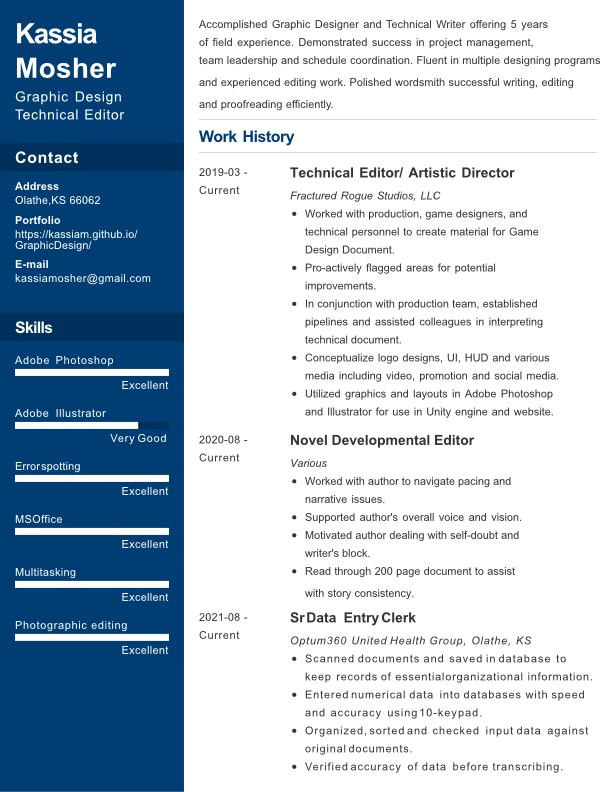 Kassia
Mosher
Graphic Design
Technical Editor
Contact
Address
Olathe,KS 66062
Portfolio
https://kassiam.github.io/
GraphicDesign/
E-mail
kassiamosher@gmail.com
Skills
Adobe Photoshop
Excellent
Adobe Illustrator
Very Good
Errorspotting
Excellent
MSOffice
Excellent
Multitasking
Excellent
Photographic editing
Excellent
Accomplished Graphic Designer and Technical Writer offering 5 years
of field experience. Demonstrated success in project management,
team leadership and schedule coordination. Fluent in multiple designing programs
and experienced editing work. Polished wordsmith successful writing, editing
and proofreading efficiently.
Work History
2019-03 -
Current
Technical Editor/ Artistic Director
Fractured Rogue Studios, LLC
• Worked with production, game designers, and
technical personnel to create material for Game
Design Document.
• Pro-actively flagged areas for potential
improvements.
• In conjunction with production team, established
pipelines and assisted colleagues in interpreting
technical document.
• Conceptualize logo designs, UI, HUD and various
media including video, promotion and social media.
• Utilized graphics and layouts in Adobe Photoshop
and Illustrator for use in Unity engine and website.
2020-08 -
Current
Novel Developmental Editor
Various
• Worked with author to navigate pacing and
narrative issues.
• Supported author's overall voice and vision.
• Motivated author dealing with self-doubt and
writer's block.
• Read through 200 page document to assist
with story consistency.
2021-08 -
Current
Sr Data Entry Clerk
Optum360 United Health Group, Olathe, KS
• Scanned documents and saved in database to
keep records of essentialorganizational information.
• Entered numerical data into databases with speed
and accuracy using 10-keypad.
• Organized, sorted and checked input data against
original documents.
• Verified accuracy of data before transcribing.